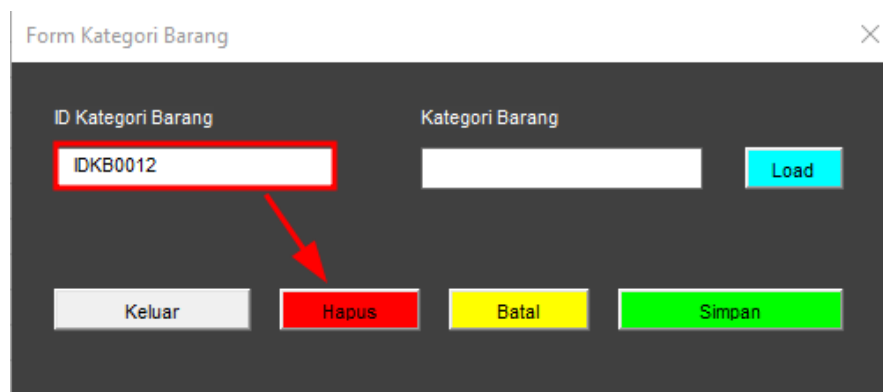 Form Kategori Barang
ID Kategori Barang
Kategori Barang
IDKB0012
Load
Keluar
Hapus
Batal
Simpan